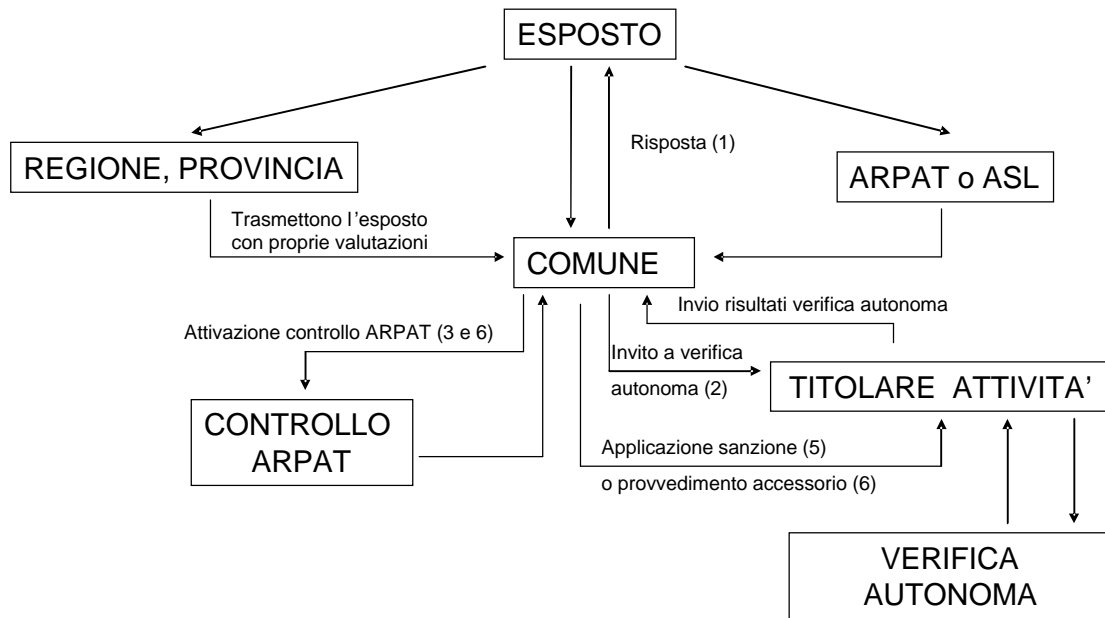 ESPOSTO
Risposta (1)
REGIONE, PROVINCIA
ARPAT o ASL
Trasmettono l'esposto
con proprie valutazioni
COMUNE
Invio risultati verifica autonoma
Attivazione controllo ARPAT (3 e 6)
Invito a verifica
autonoma (2)
TITOLARE ATTIVITA'
CONTROLLO
ARPAT
Applicazione sanzione (5)
o provvedimento accessorio (6)
VERIFICA
AUTONOMA